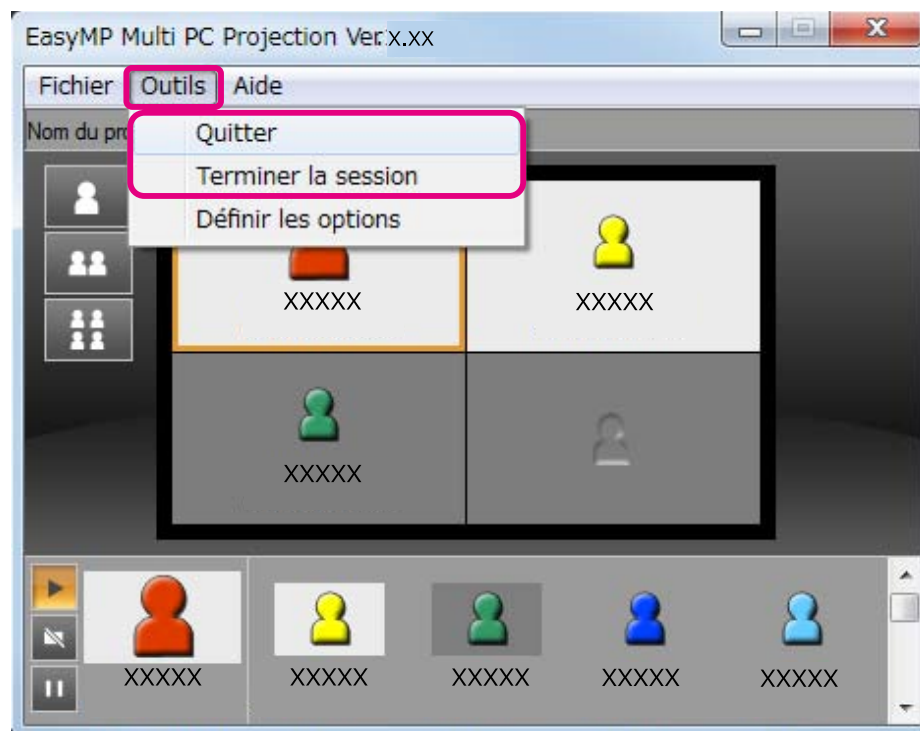 EasyMP Multi PC Projection Ver.x.xx
Fichier Outils Aide
Nom du pro
Quitter
Terminer la session
Définir les options
XXXXX XXXXX
XXXXX
XXXXX XXXXX XXXXX XXXXX XXXXX